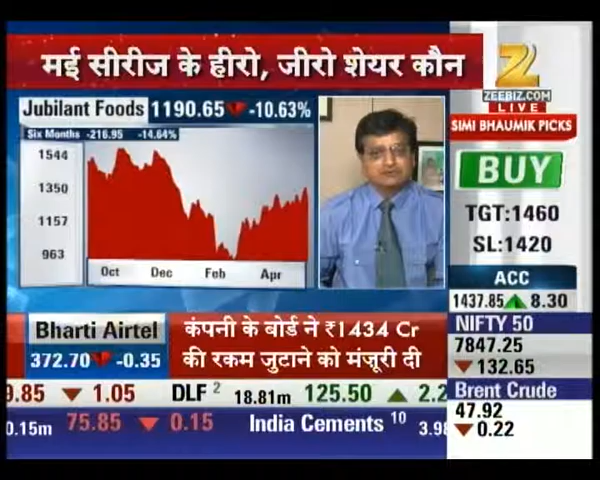 मई सीरीज के हीरो, जीरो शेयर कौन
Z
ZEEBIZ.COM
LIVE
SIMI BHAUMIK PICKS
Jubilant Foods 1190.65 -10.63%
Six Months -216.95 -14.64%
1544
1350
1157
963
Oct Dec Feb Apr
BUY
TGT:1460
SL:1420
ACC
1437.85 8.30
NIFTY 50
7847.25
132.65
Brent Crude
47.92
0.22
Bharti Airtel
372.70 -0.35
कंपनी के बोर्ड ने ₹1434 Cr
की रकम जुटाने को मंजूरी दी
9.85 1.05 DLF 2 18.81m 125.50 2.2
0.15m 75.85 0.15 India Cements 10 3.98